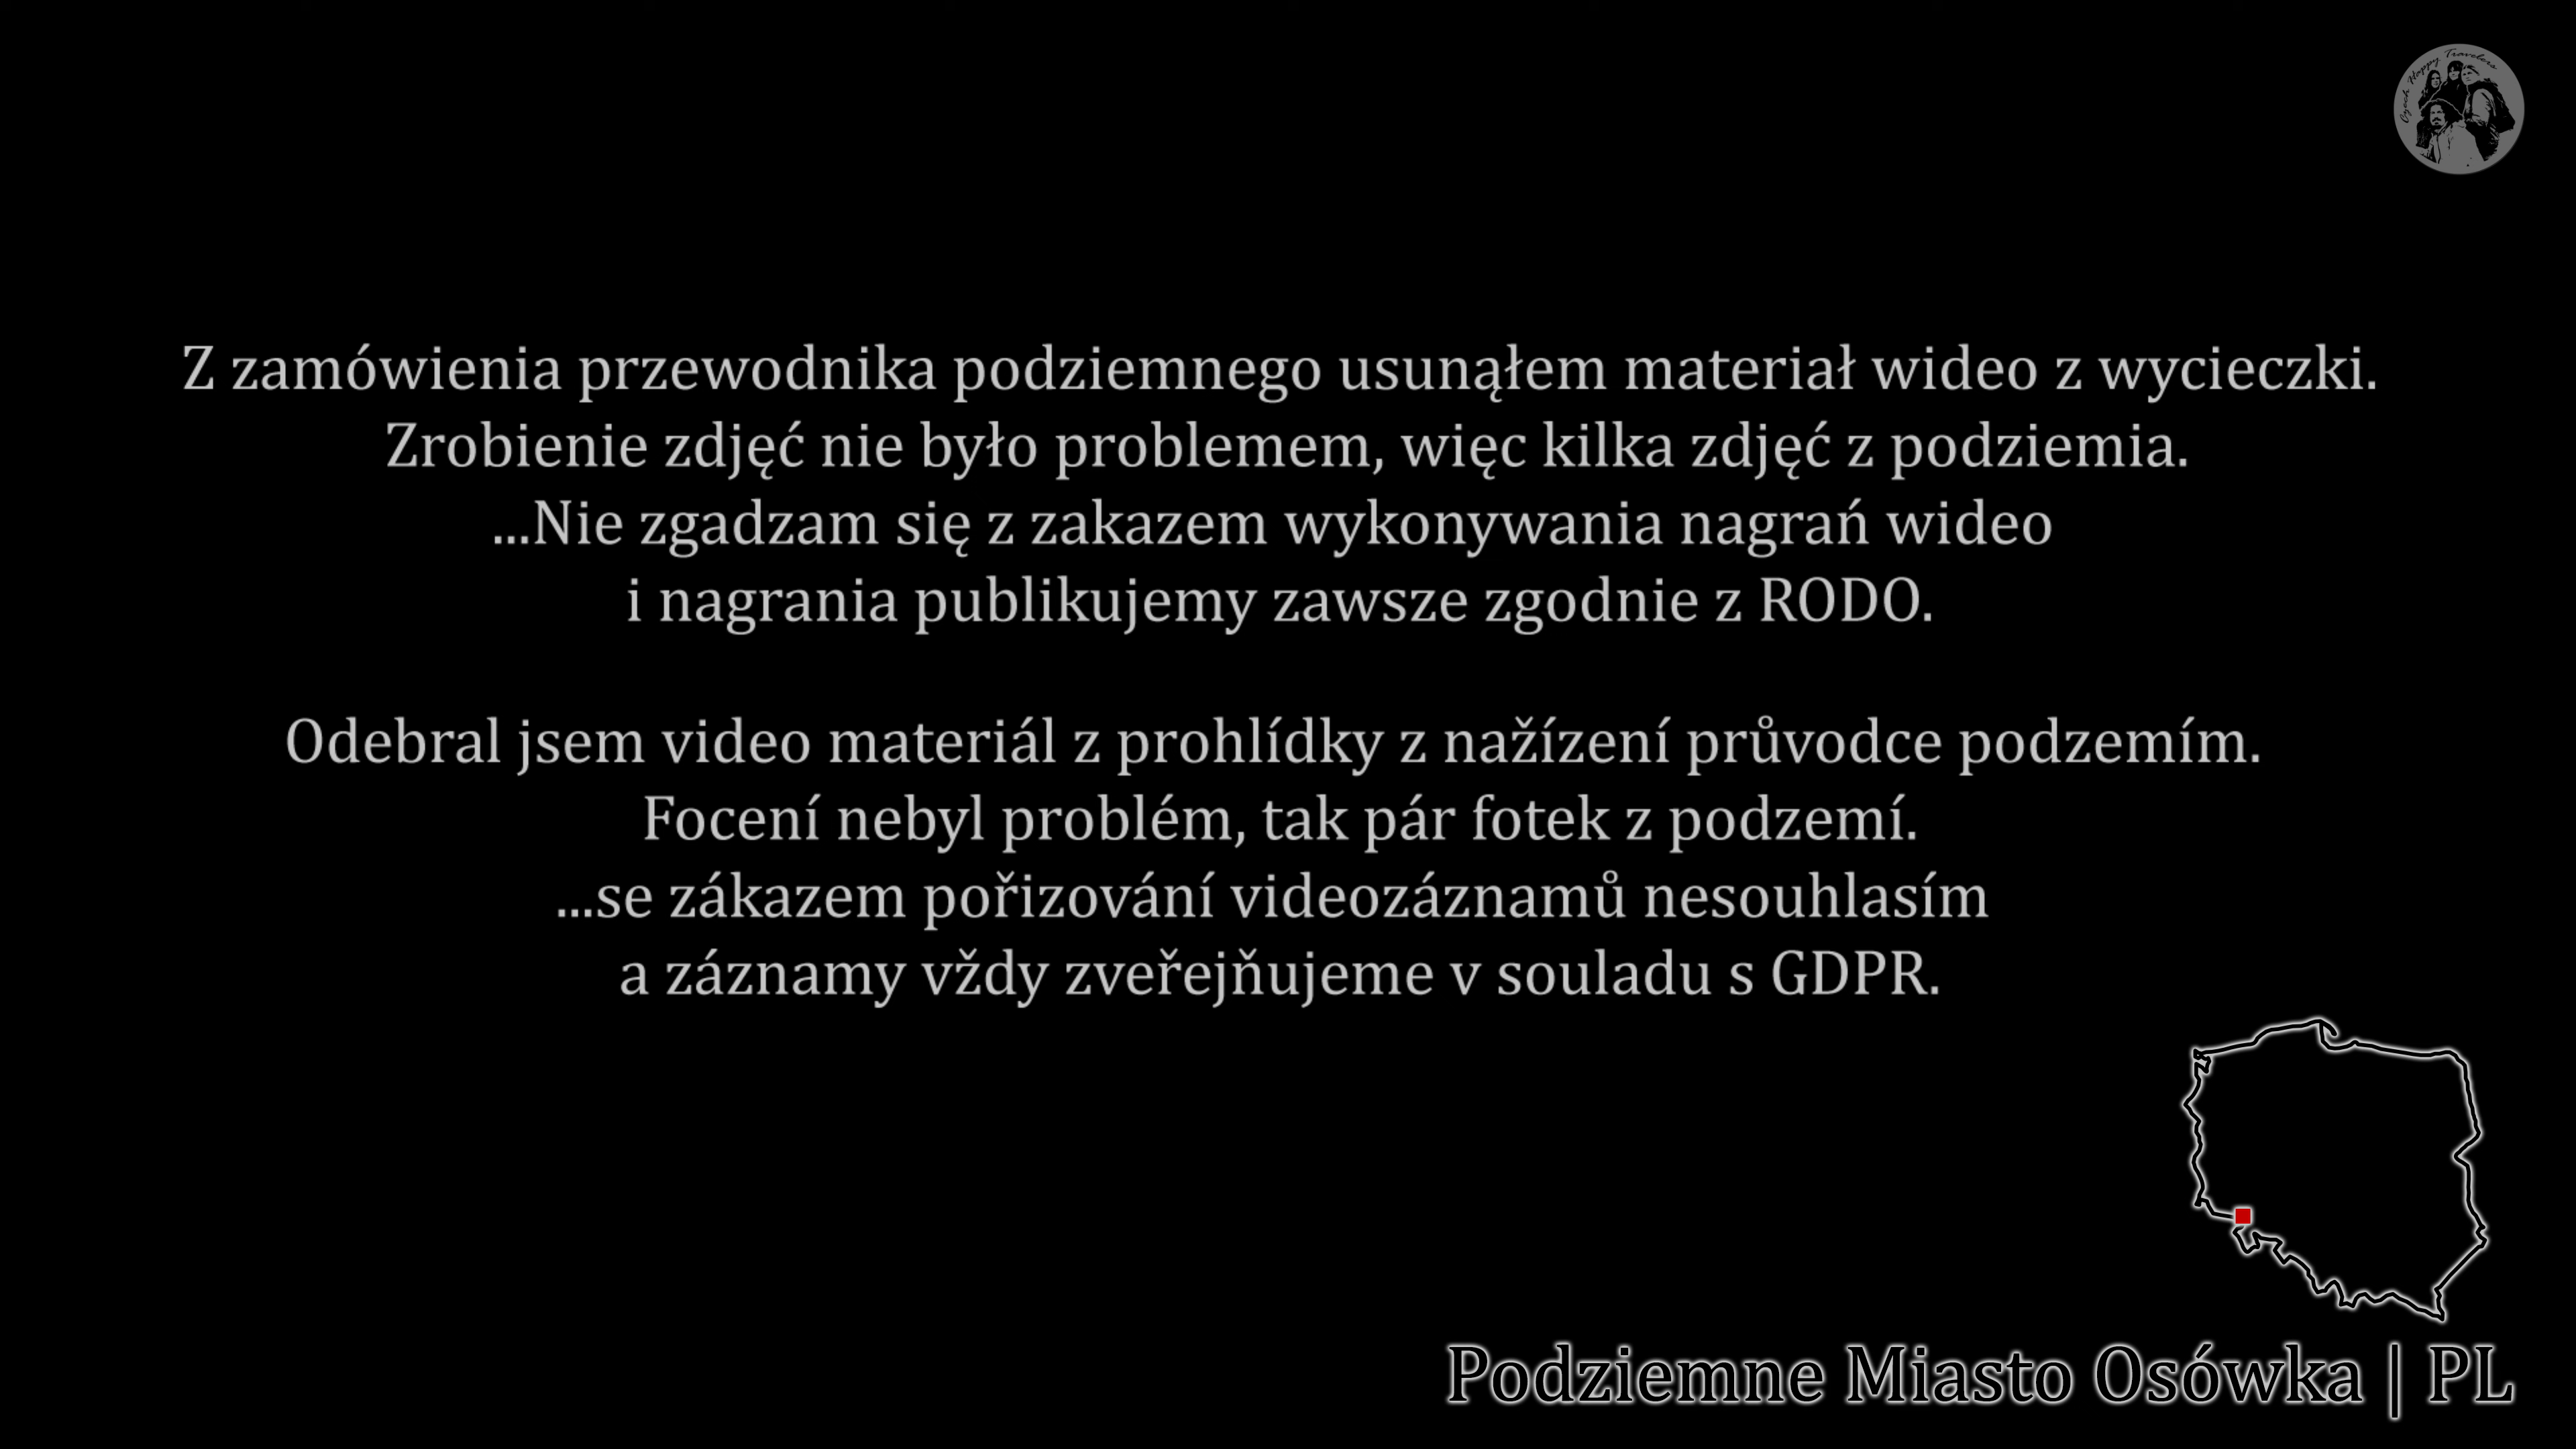 Czech Happy Travelers
Z zamówienia przewodnika podziemnego usunąłem materiał wideo z wycieczki.
Zrobienie zdjęć nie było problemem, więc kilka zdjęć z podziemia.
...Nie zgadzam się z zakazem wykonywania nagrań wideo
i nagrania publikujemy zawsze zgodnie z RODO.
Odebral jsem video materiál z prohlídky z nažízení průvodce podzemím.
Focení nebyl problém, tak pár fotek z podzemí.
...se zákazem pořizování videozáznamů nesouhlasím
a záznamy vždy zveřejňujeme v souladu s GDPR.
Podziemne Miasto Osówka | PL